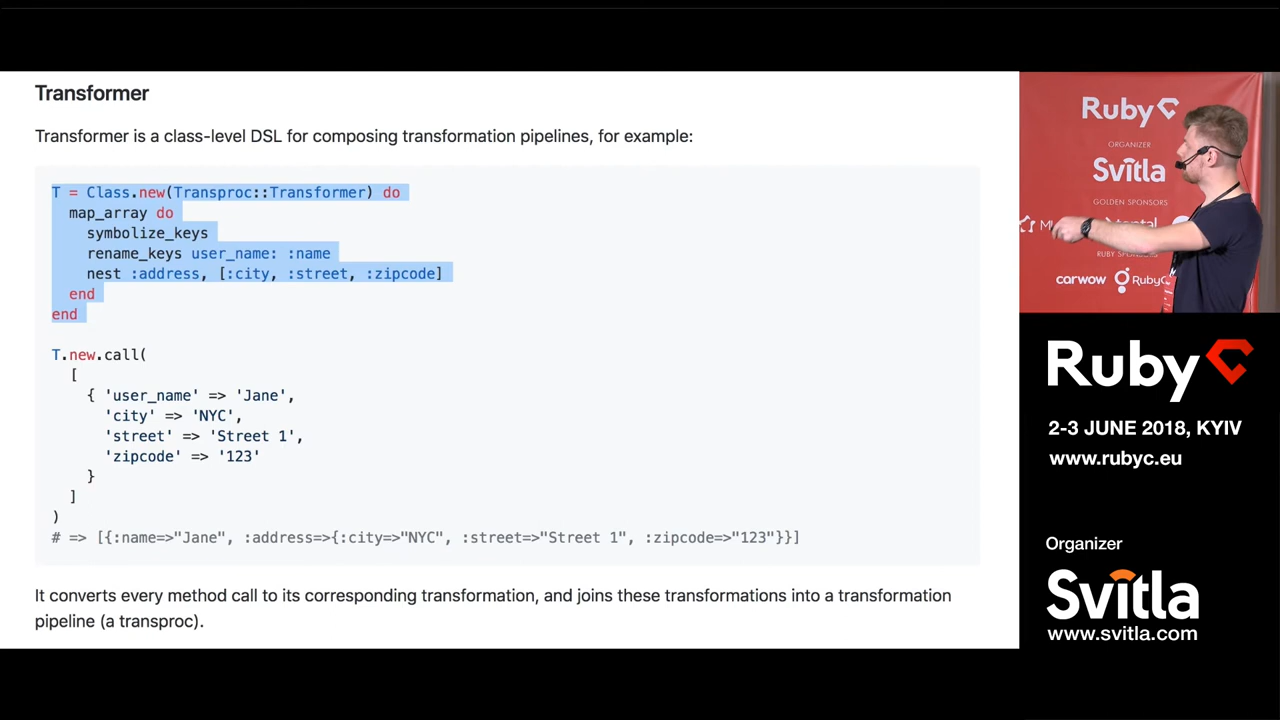 Transformer
Transformer is a class-level DSL for composing transformation pipelines, for example:
T = Class.new(Transproc::Transformer) do
map_array do
symbolize_keys
rename_keys user_name: :name
nest :address, [:city, :street, :zipcode]
end
end
T.new.call(
[
{ 'user_name' => 'Jane',
'city' => 'NYC',
'street' => 'Street 1',
'zipcode' => '123'
}
]
)
# => [{:name=>"Jane", :address=>{:city=>"NYC", :street=>"Street 1", :zipcode=>"123"}}]
It converts every method call to its corresponding transformation, and joins these transformations into a transformation
pipeline (a transproc).
Ruby
ORGANIZER
Svitla
GOLDEN SPONSORS
carwow RubyC
Ruby
2-3 JUNE 2018, KYIV
www.rubyc.eu
Organizer
Svitla
www.svitla.com